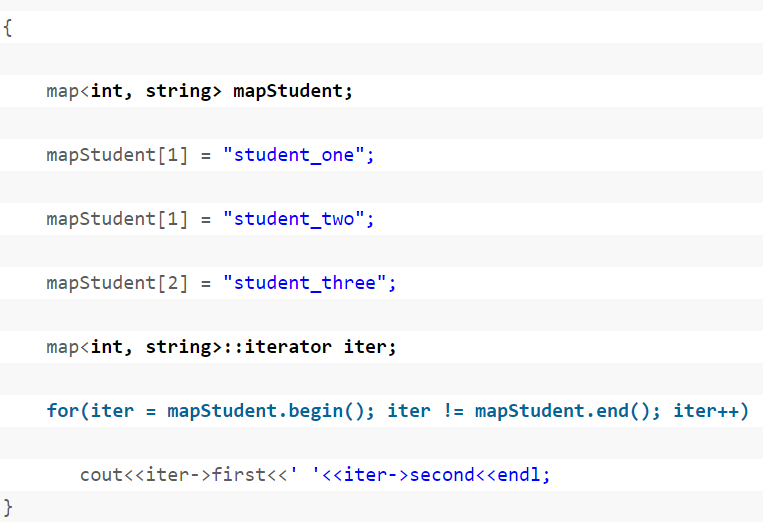 {
map<int, string> mapStudent;
mapStudent[1] = "student_one";
mapStudent[1] = "student_two";
mapStudent[2] = "student_three";
map<int, string>::iterator iter;
for(iter = mapStudent.begin(); iter != mapStudent.end(); iter++)
cout<<iter->first<<' '<<iter->second<<endl;
}